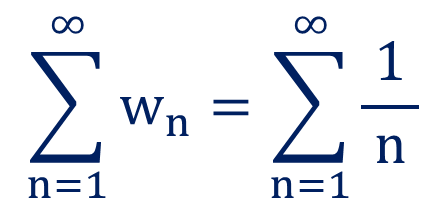 ∑_{n=1}^{∞} w_n = ∑_{n=1}^{∞} 1/n